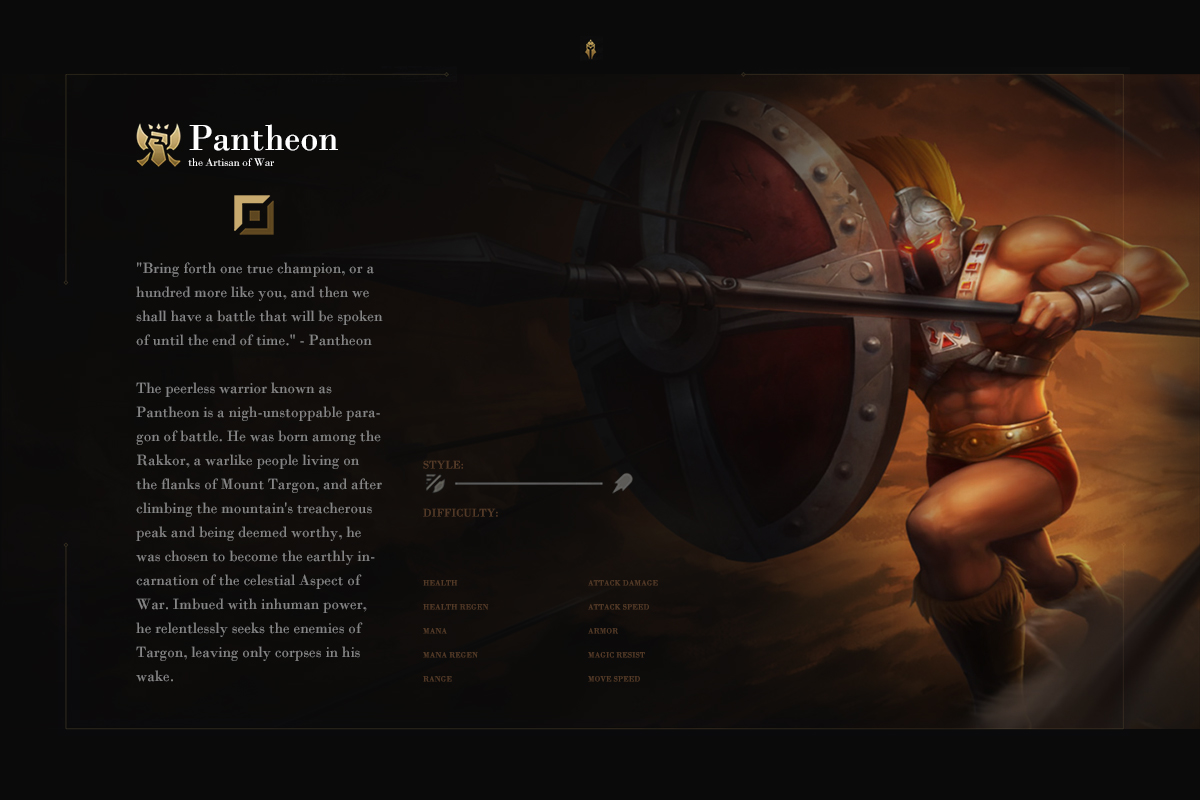 Pantheon
the Artisan of War
"Bring forth one true champion, or a
hundred more like you, and then we
shall have a battle that will be spoken
of until the end of time." - Pantheon
The peerless warrior known as
Pantheon is a nigh-unstoppable para-
gon of battle. He was born among the
Rakkor, a warlike people living on
the flanks of Mount Targon, and after
climbing the mountain's treacherous
peak and being deemed worthy, he
was chosen to become the earthly in-
carnation of the celestial Aspect of
War. Imbued with inhuman power,
he relentlessly seeks the enemies of
Targon, leaving only corpses in his
wake.
STYLE:
DIFFICULTY:
HEALTH
HEALTH REGEN
MANA
MANA REGEN
RANGE
ATTACK DAMAGE
ATTACK SPEED
ARMOR
MAGIC RESIST
MOVE SPEED